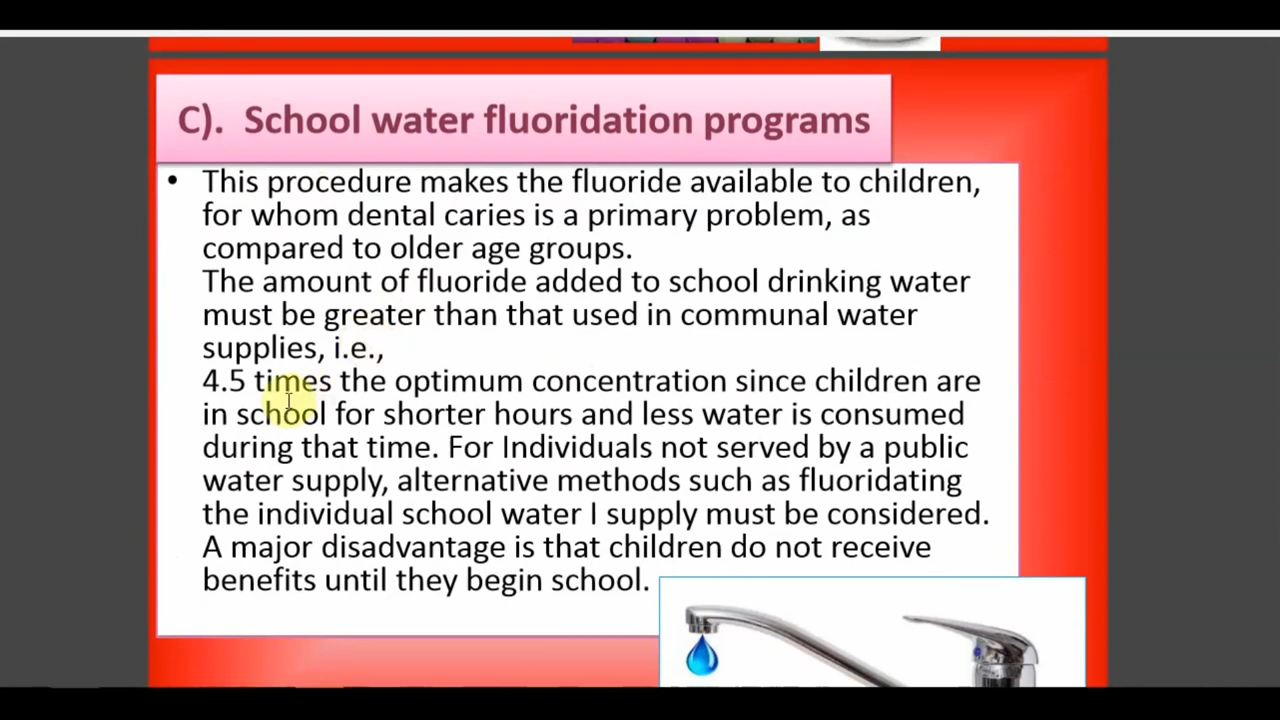 C). School water fluoridation programs
• This procedure makes the fluoride available to children,
for whom dental caries is a primary problem, as
compared to older age groups.
The amount of fluoride added to school drinking water
must be greater than that used in communal water
supplies, i.e.,
4.5 times the optimum concentration since children are
in school for shorter hours and less water is consumed
during that time. For Individuals not served by a public
water supply, alternative methods such as fluoridating
the individual school water I supply must be considered.
A major disadvantage is that children do not receive
benefits until they begin school.